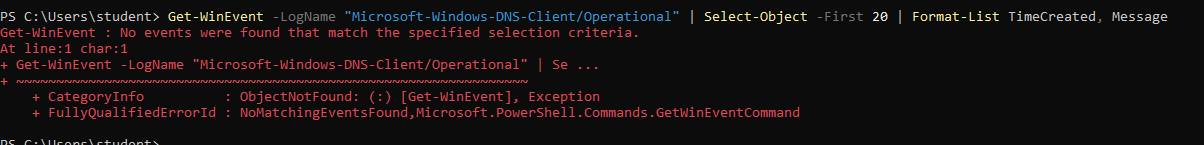 PS C:\Users\student> Get-WinEvent -LogName "Microsoft-Windows-DNS-Client/Operational" | Select-Object -First 20 | Format-List TimeCreated, Message
Get-WinEvent : No events were found that match the specified selection criteria.
At line:1 char:1
+ Get-WinEvent -LogName "Microsoft-Windows-DNS-Client/Operational" | Se ...
+ ~~~~~~~~~~~~~~~~~~~~~~~~~~~~~~~~~~~~~~~~~~~~~~~~~~~~~~~~~~~~~~~~
    + CategoryInfo          : ObjectNotFound: (:) [Get-WinEvent], Exception
    + FullyQualifiedErrorId : NoMatchingEventsFound,Microsoft.PowerShell.Commands.GetWinEventCommand
PS C:\Users\student>